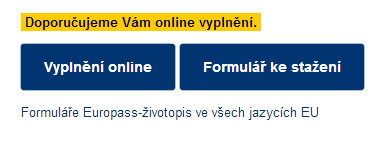 Doporučujeme Vám online vyplnění.
Vyplnění online Formulář ke stažení
Formuláře Europass-životopis ve všech jazycích EU